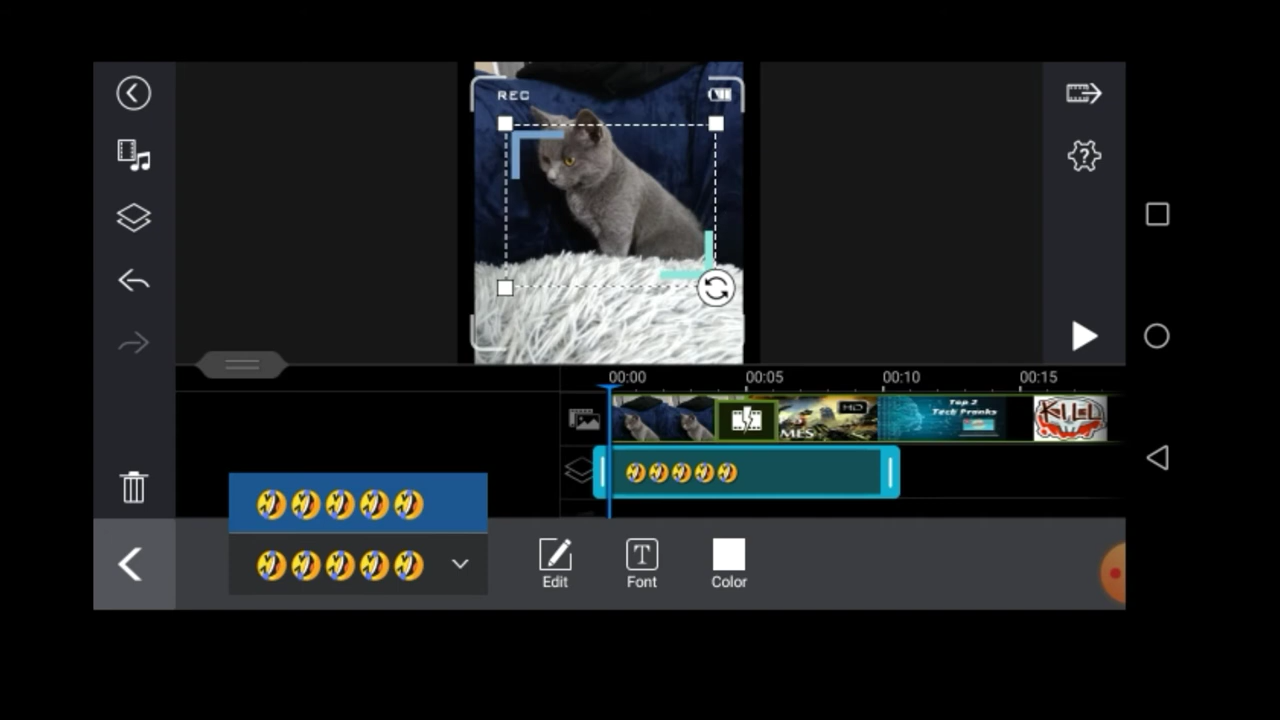 REC
00:00
00:05
00:10
00:15
HD
MES
Top 2
Tech Pranks
🤣🤣🤣🤣🤣
🤣🤣🤣🤣🤣
🤣🤣🤣🤣🤣
Edit
Font
Color